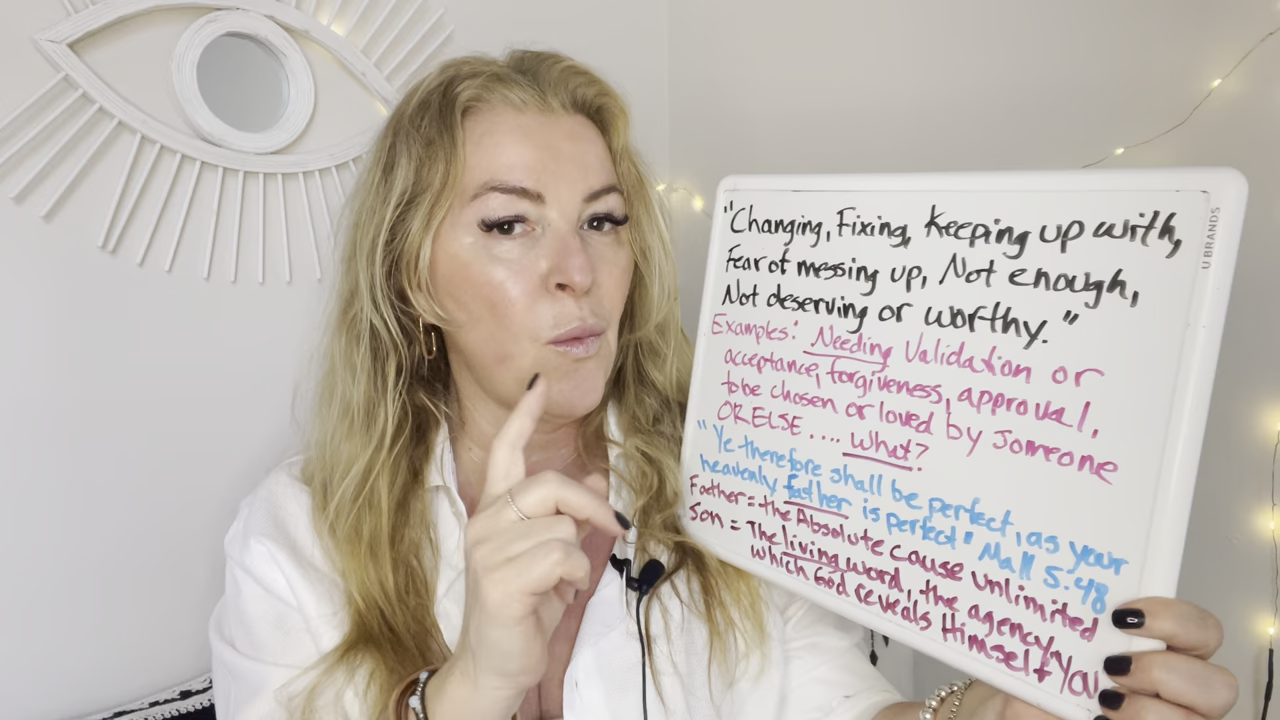 "Changing, Fixing, Keeping up with,
Fear of messing up, Not enough,
Not deserving or worthy."
Examples: Needing Validation or
acceptance, forgiveness, approval,
to be chosen or loved by someone
OR ELSE .... What?
"Ye therefore shall be perfect, as your
heavenly father is perfect" Matt 5:48
Father = the Absolute cause unlimited
Son = The living word, the agency
which God reveals Himself YOU
U BRANDS